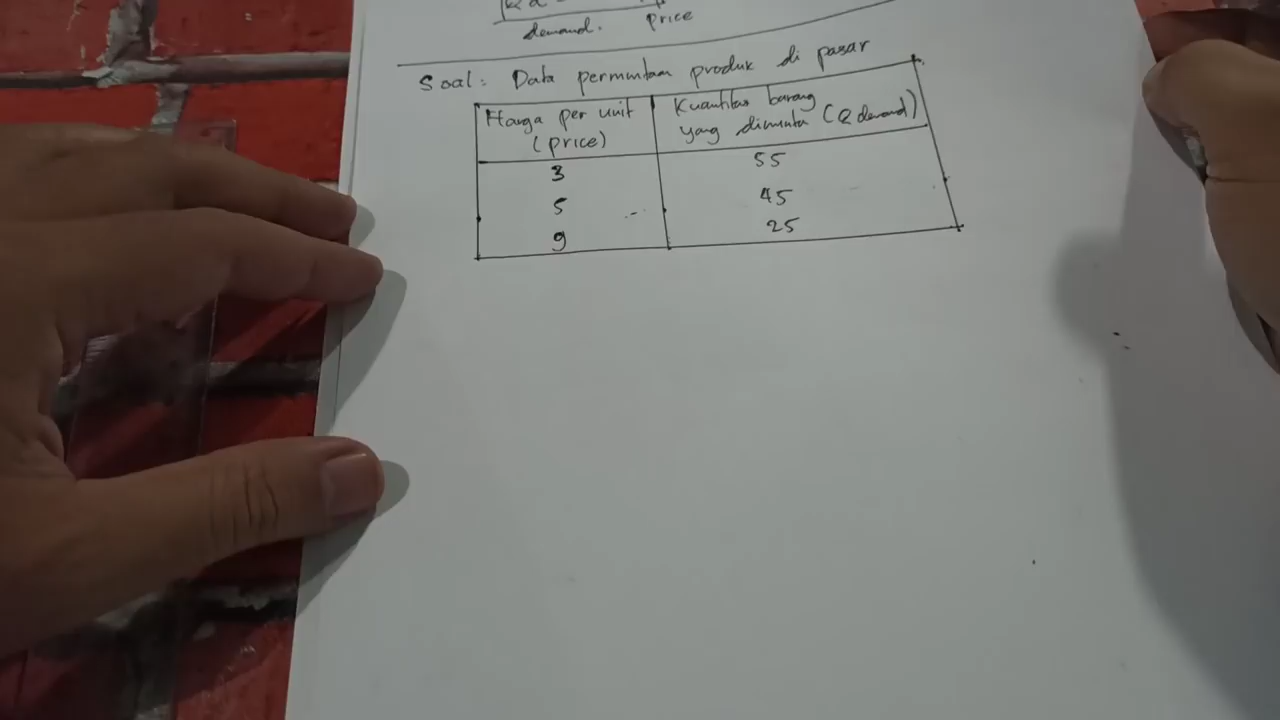 demand. price
Soal: Data permintaan produk di pasar
Harga per unit
(price)
Kuantitas barang
yang diminta (Q demand)
3 55
5 45
9 25